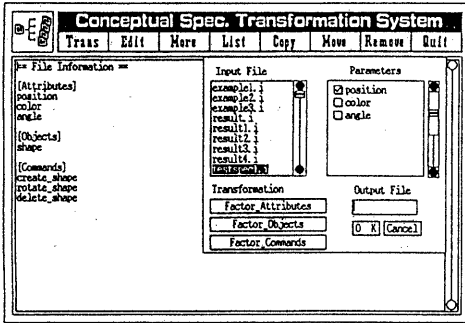 Conceptual Spec. Transformation System
Trans Edit More List Copy Move Remove Quit
== File Information ==
[Attributes]
position
color
angle
[Objects]
shape
[Commands]
create_shape
rotate_shape
delete_shape
Input File
example1.i
example2.i
example3.i
result.i
result1.i
result2.i
result3.i
result4.i
Parameters
position
color
angle
Transformation
Factor_Attributes
Factor_Objects
Factor_Commands
Output File
O K Cancel